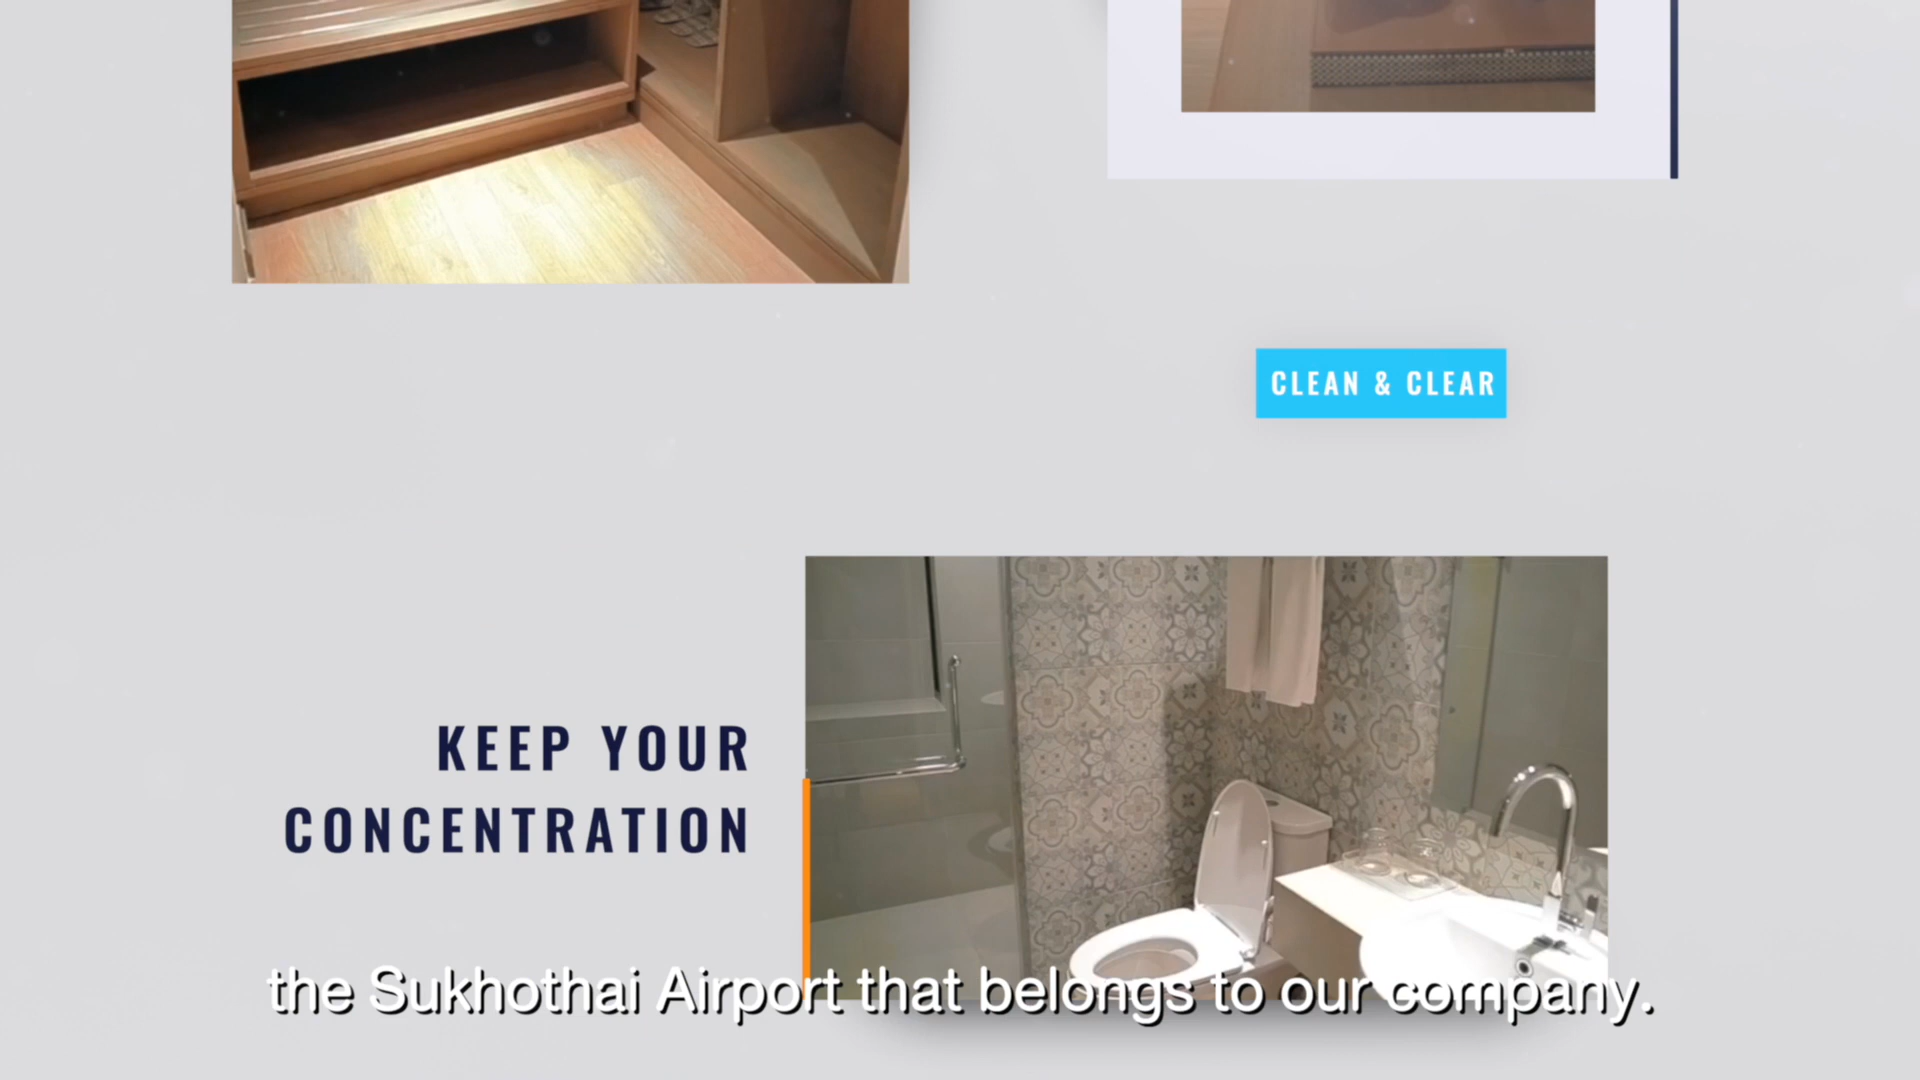 CLEAN & CLEAR
KEEP YOUR
CONCENTRATION
the Sukhothai Airport that belongs to our company.